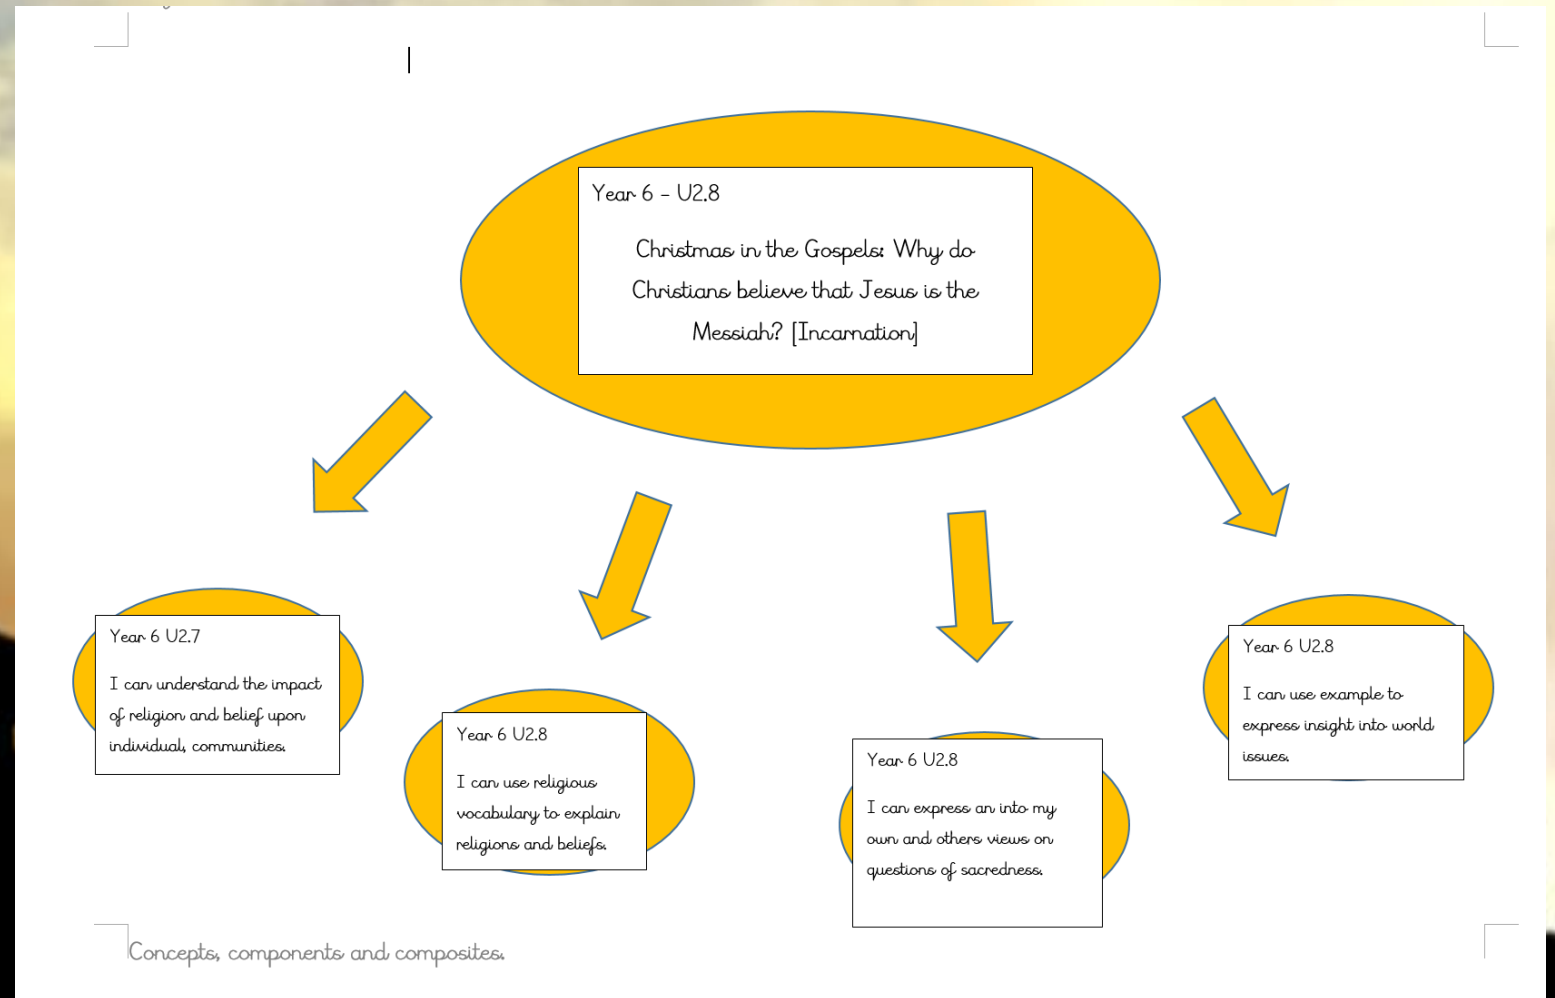 Year 6 – U2.8
Christmas in the Gospels: Why do
Christians believe that Jesus is the
Messiah? [Incarnation]
Year 6 U2.7
I can understand the impact
of religion and belief upon
individual, communities.
Year 6 U2.8
I can use religious
vocabulary to explain
religions and beliefs.
Year 6 U2.8
I can express an into my
own and others views on
questions of sacredness.
Year 6 U2.8
I can use example to
express insight into world
issues.
Concepts, components and composites.